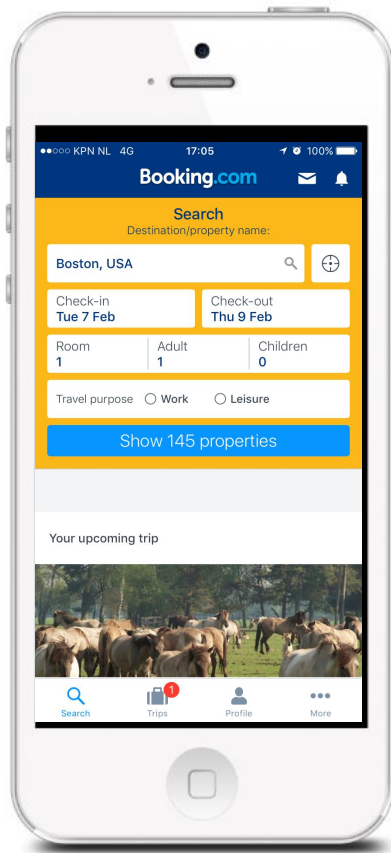 ●●○○○ KPN NL 4G 17:05 100%
Booking.com
Search
Destination/property name:
Boston, USA
Check-in Check-out
Tue 7 Feb Thu 9 Feb
Room Adult Children
1 1 0
Travel purpose Work Leisure
Show 145 properties
Your upcoming trip
1
Search Trips Profile More